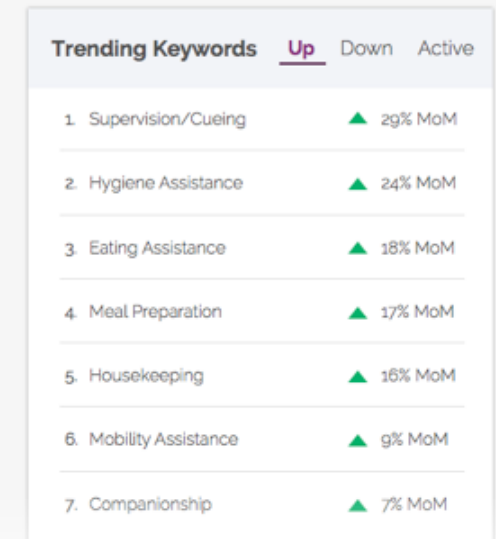 Trending Keywords Up Down Active
1. Supervision/Cueing 29% MoM
2. Hygiene Assistance 24% MoM
3. Eating Assistance 18% MoM
4. Meal Preparation 17% MoM
5. Housekeeping 16% MoM
6. Mobility Assistance 9% MoM
7. Companionship 7% MoM